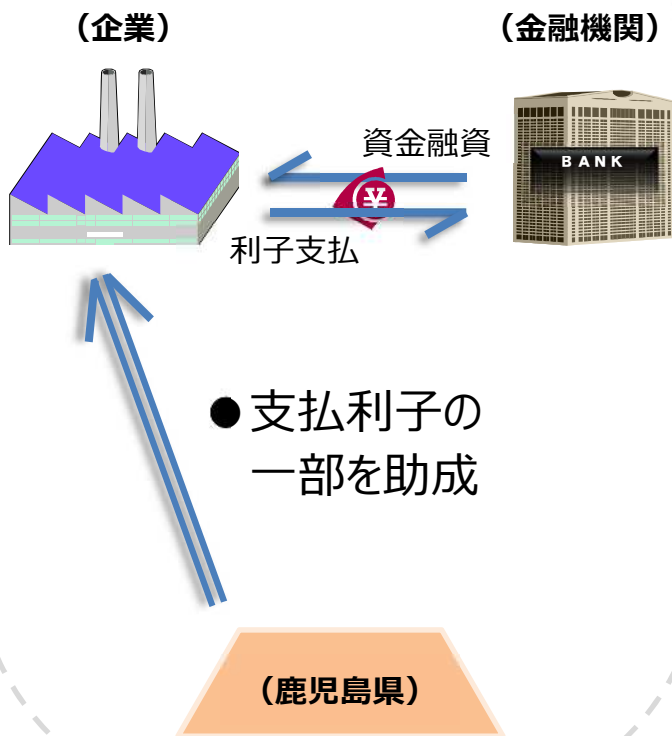 （企業）
（金融機関）
資金融資
BANK
¥
利子支払
●支払利子の
一部を助成
（鹿児島県）